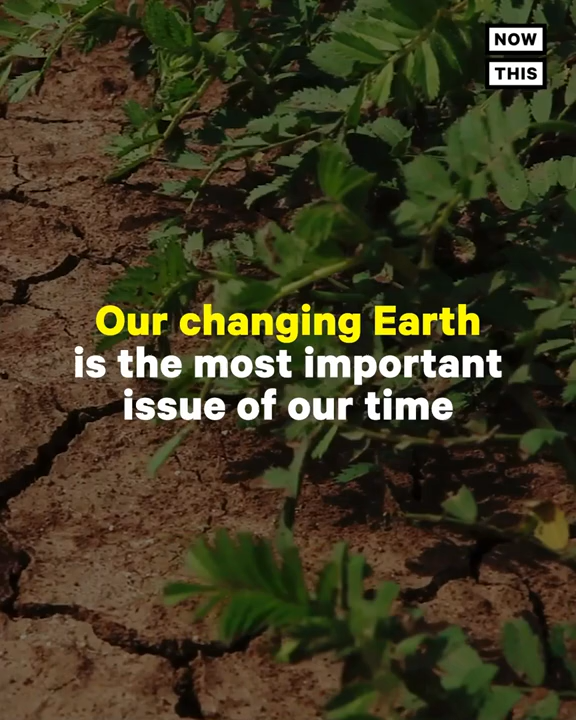 NOW
THIS
Our changing Earth
is the most important
issue of our time